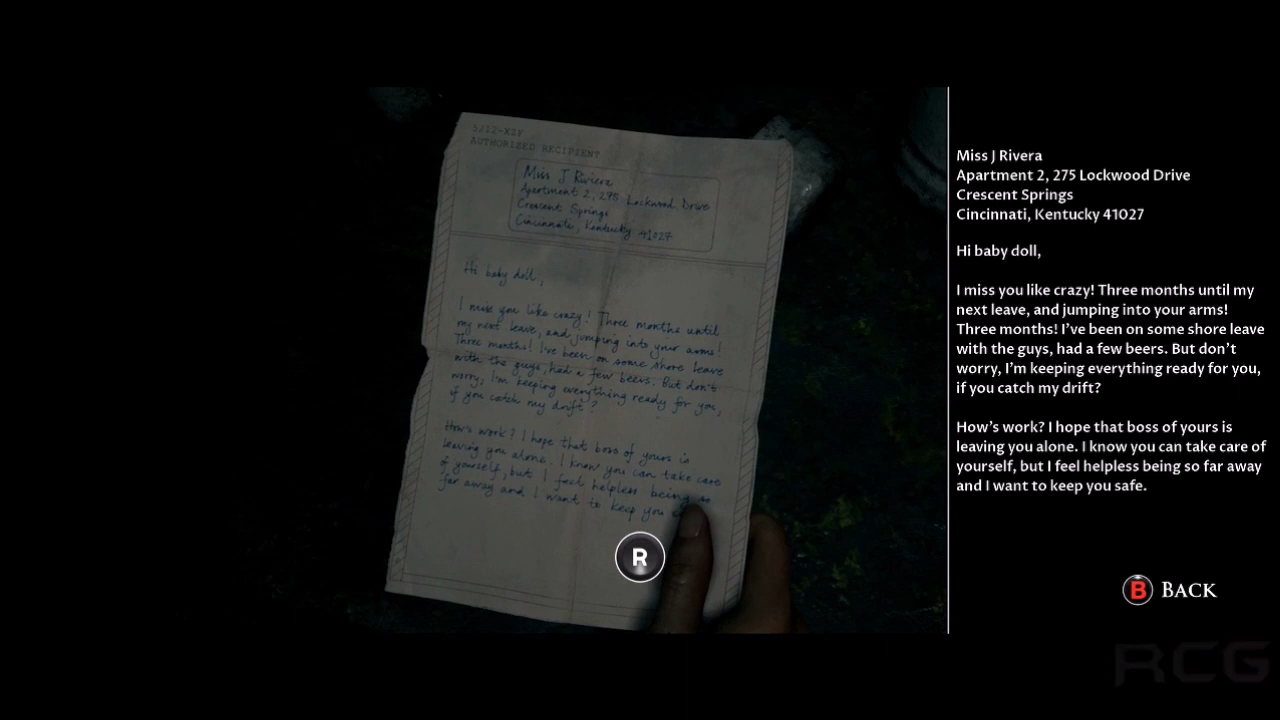 5/12-X2Y
AUTHORIZED RECIPIENT
Miss J Riviera
Apartment 2, 275 Lockwood Drive
Crescent Springs
Cincinnati, Kentucky 41027
Hi baby doll,
I miss you like crazy! Three months until
my next leave, and jumping into your arms!
Three months! I've been on some shore leave
with the guys, had a few beers. But don't
worry, I'm keeping everything ready for you,
if you catch my drift?
How's work? I hope that boss of yours is
leaving you alone. I know you can take care
of yourself, but I feel helpless being so
far away and I want to keep you
R
Miss J Rivera
Apartment 2, 275 Lockwood Drive
Crescent Springs
Cincinnati, Kentucky 41027
Hi baby doll,
I miss you like crazy! Three months until my
next leave, and jumping into your arms!
Three months! I've been on some shore leave
with the guys, had a few beers. But don't
worry, I'm keeping everything ready for you,
if you catch my drift?
How's work? I hope that boss of yours is
leaving you alone. I know you can take care of
yourself, but I feel helpless being so far away
and I want to keep you safe.
B BACK
RCG